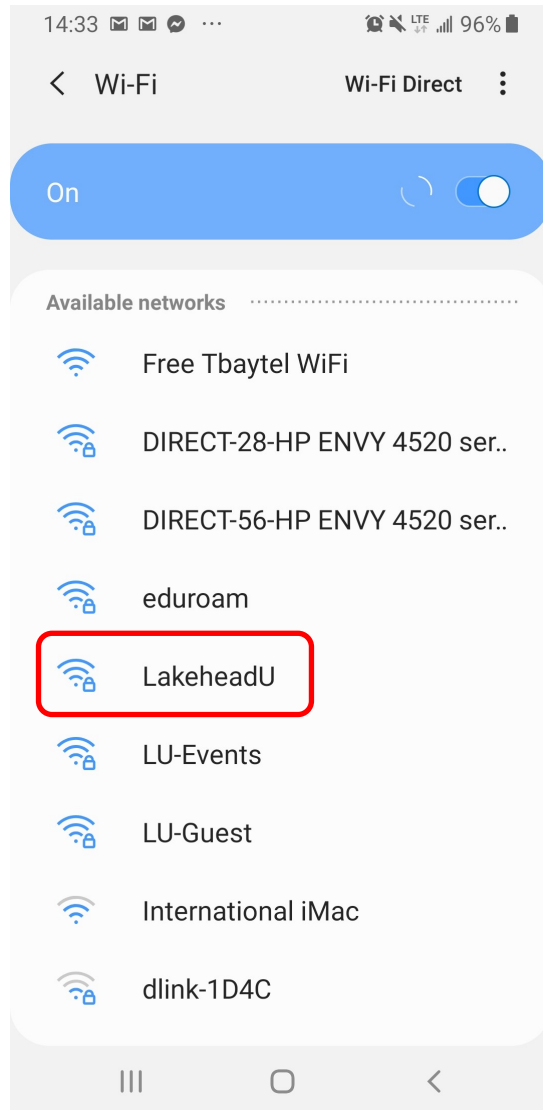 14:33 ... LTE 96%
Wi-Fi Wi-Fi Direct
On
Available networks
Free Tbaytel WiFi
DIRECT-28-HP ENVY 4520 ser..
DIRECT-56-HP ENVY 4520 ser..
eduroam
LakeheadU
LU-Events
LU-Guest
International iMac
dlink-1D4C